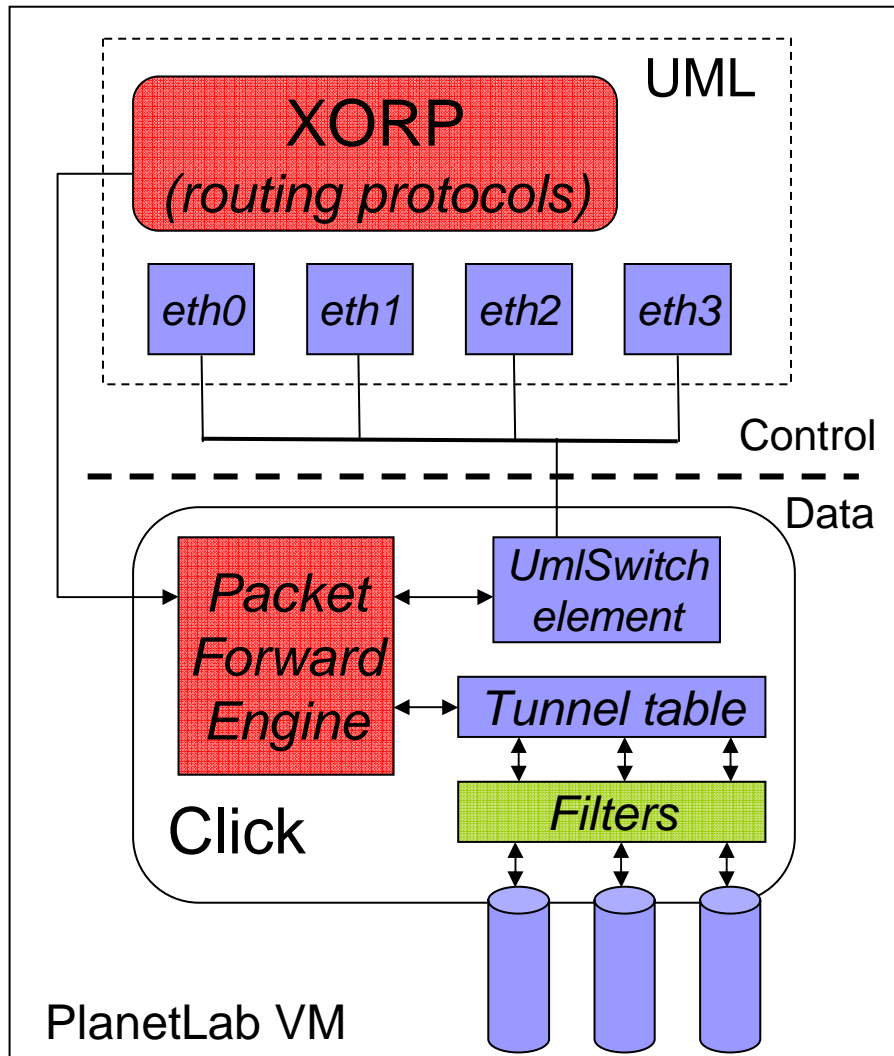 UML
XORP
(routing protocols)
eth0 eth1 eth2 eth3
Control
Data
Packet
Forward
Engine
UmlSwitch
element
Tunnel table
Filters
Click
PlanetLab VM